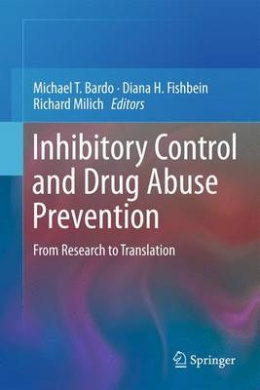 Michael T. Bardo · Diana H. Fishbein
Richard Milich Editors
Inhibitory Control
and Drug Abuse
Prevention
From Research to Translation
Springer